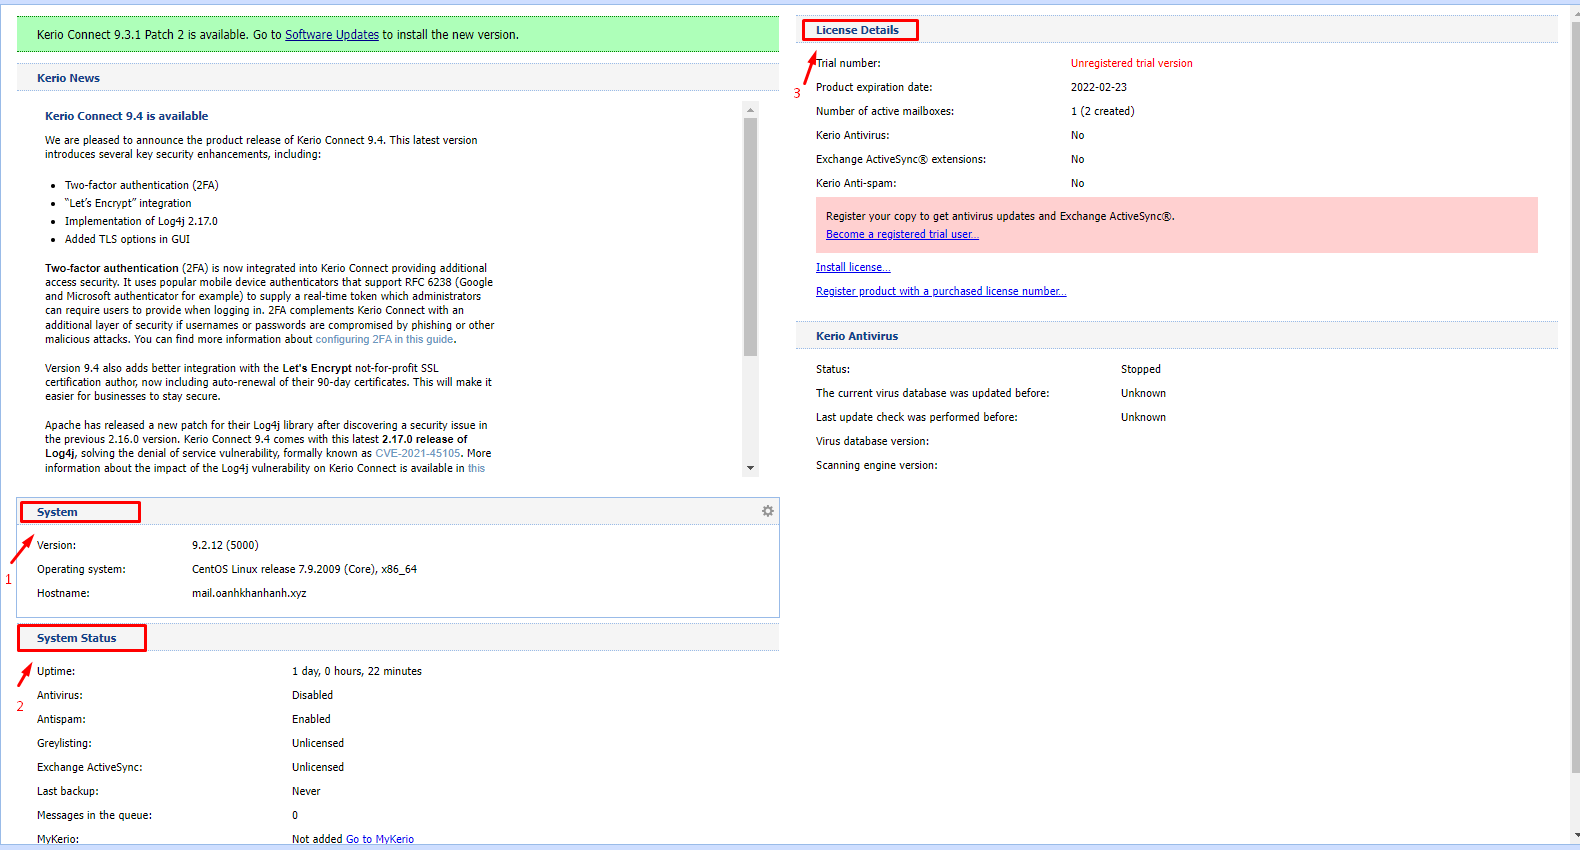 Kerio Connect 9.3.1 Patch 2 is available. Go to Software Updates to install the new version.
Kerio News
Kerio Connect 9.4 is available
We are pleased to announce the product release of Kerio Connect 9.4. This latest version
introduces several key security enhancements, including:
• Two-factor authentication (2FA)
• “Let’s Encrypt” integration
• Implementation of Log4j 2.17.0
• Added TLS options in GUI
Two-factor authentication (2FA) is now integrated into Kerio Connect providing additional
access security. It uses popular mobile device authenticators that support RFC 6238 (Google
and Microsoft authenticator for example) to supply a real-time token which administrators
can require users to provide when logging in. 2FA complements Kerio Connect with an
additional layer of security if usernames or passwords are compromised by phishing or other
malicious attacks. You can find more information about configuring 2FA in this guide.
Version 9.4 also adds better integration with the Let's Encrypt not-for-profit SSL
certification author, now including auto-renewal of their 90-day certificates. This will make it
easier for businesses to stay secure.
Apache has released a new patch for their Log4j library after discovering a security issue in
the previous 2.16.0 version. Kerio Connect 9.4 comes with this latest 2.17.0 release of
Log4j, solving the denial of service vulnerability, formally known as CVE-2021-45105. More
information about the impact of the Log4j vulnerability on Kerio Connect is available in this
System
1
Version: 9.2.12 (5000)
Operating system: CentOS Linux release 7.9.2009 (Core), x86_64
Hostname: mail.oanhkhanhanh.xyz
System Status
2
Uptime: 1 day, 0 hours, 22 minutes
Antivirus: Disabled
Antispam: Enabled
Greylisting: Unlicensed
Exchange ActiveSync: Unlicensed
Last backup: Never
Messages in the queue: 0
MyKerio: Not added Go to MyKerio
License Details
3
Trial number: Unregistered trial version
Product expiration date: 2022-02-23
Number of active mailboxes: 1 (2 created)
Kerio Antivirus: No
Exchange ActiveSync® extensions: No
Kerio Anti-spam: No
Register your copy to get antivirus updates and Exchange ActiveSync®.
Become a registered trial user...
Install license...
Register product with a purchased license number...
Kerio Antivirus
Status: Stopped
The current virus database was updated before: Unknown
Last update check was performed before: Unknown
Virus database version:
Scanning engine version: